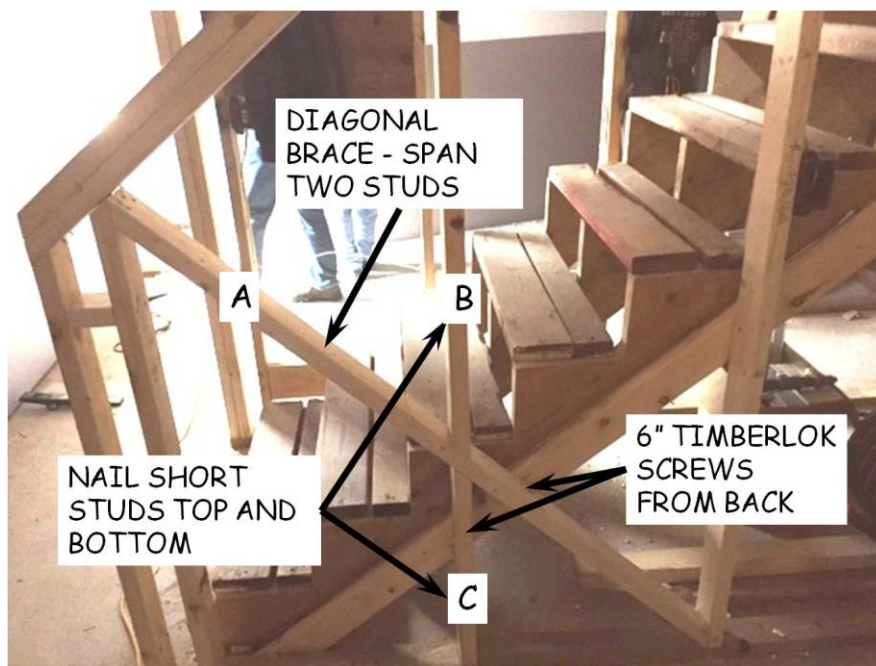 DIAGONAL
BRACE - SPAN
TWO STUDS
A
B
NAIL SHORT
STUDS TOP AND
BOTTOM
6" TIMBERLOK
SCREWS
FROM BACK
C